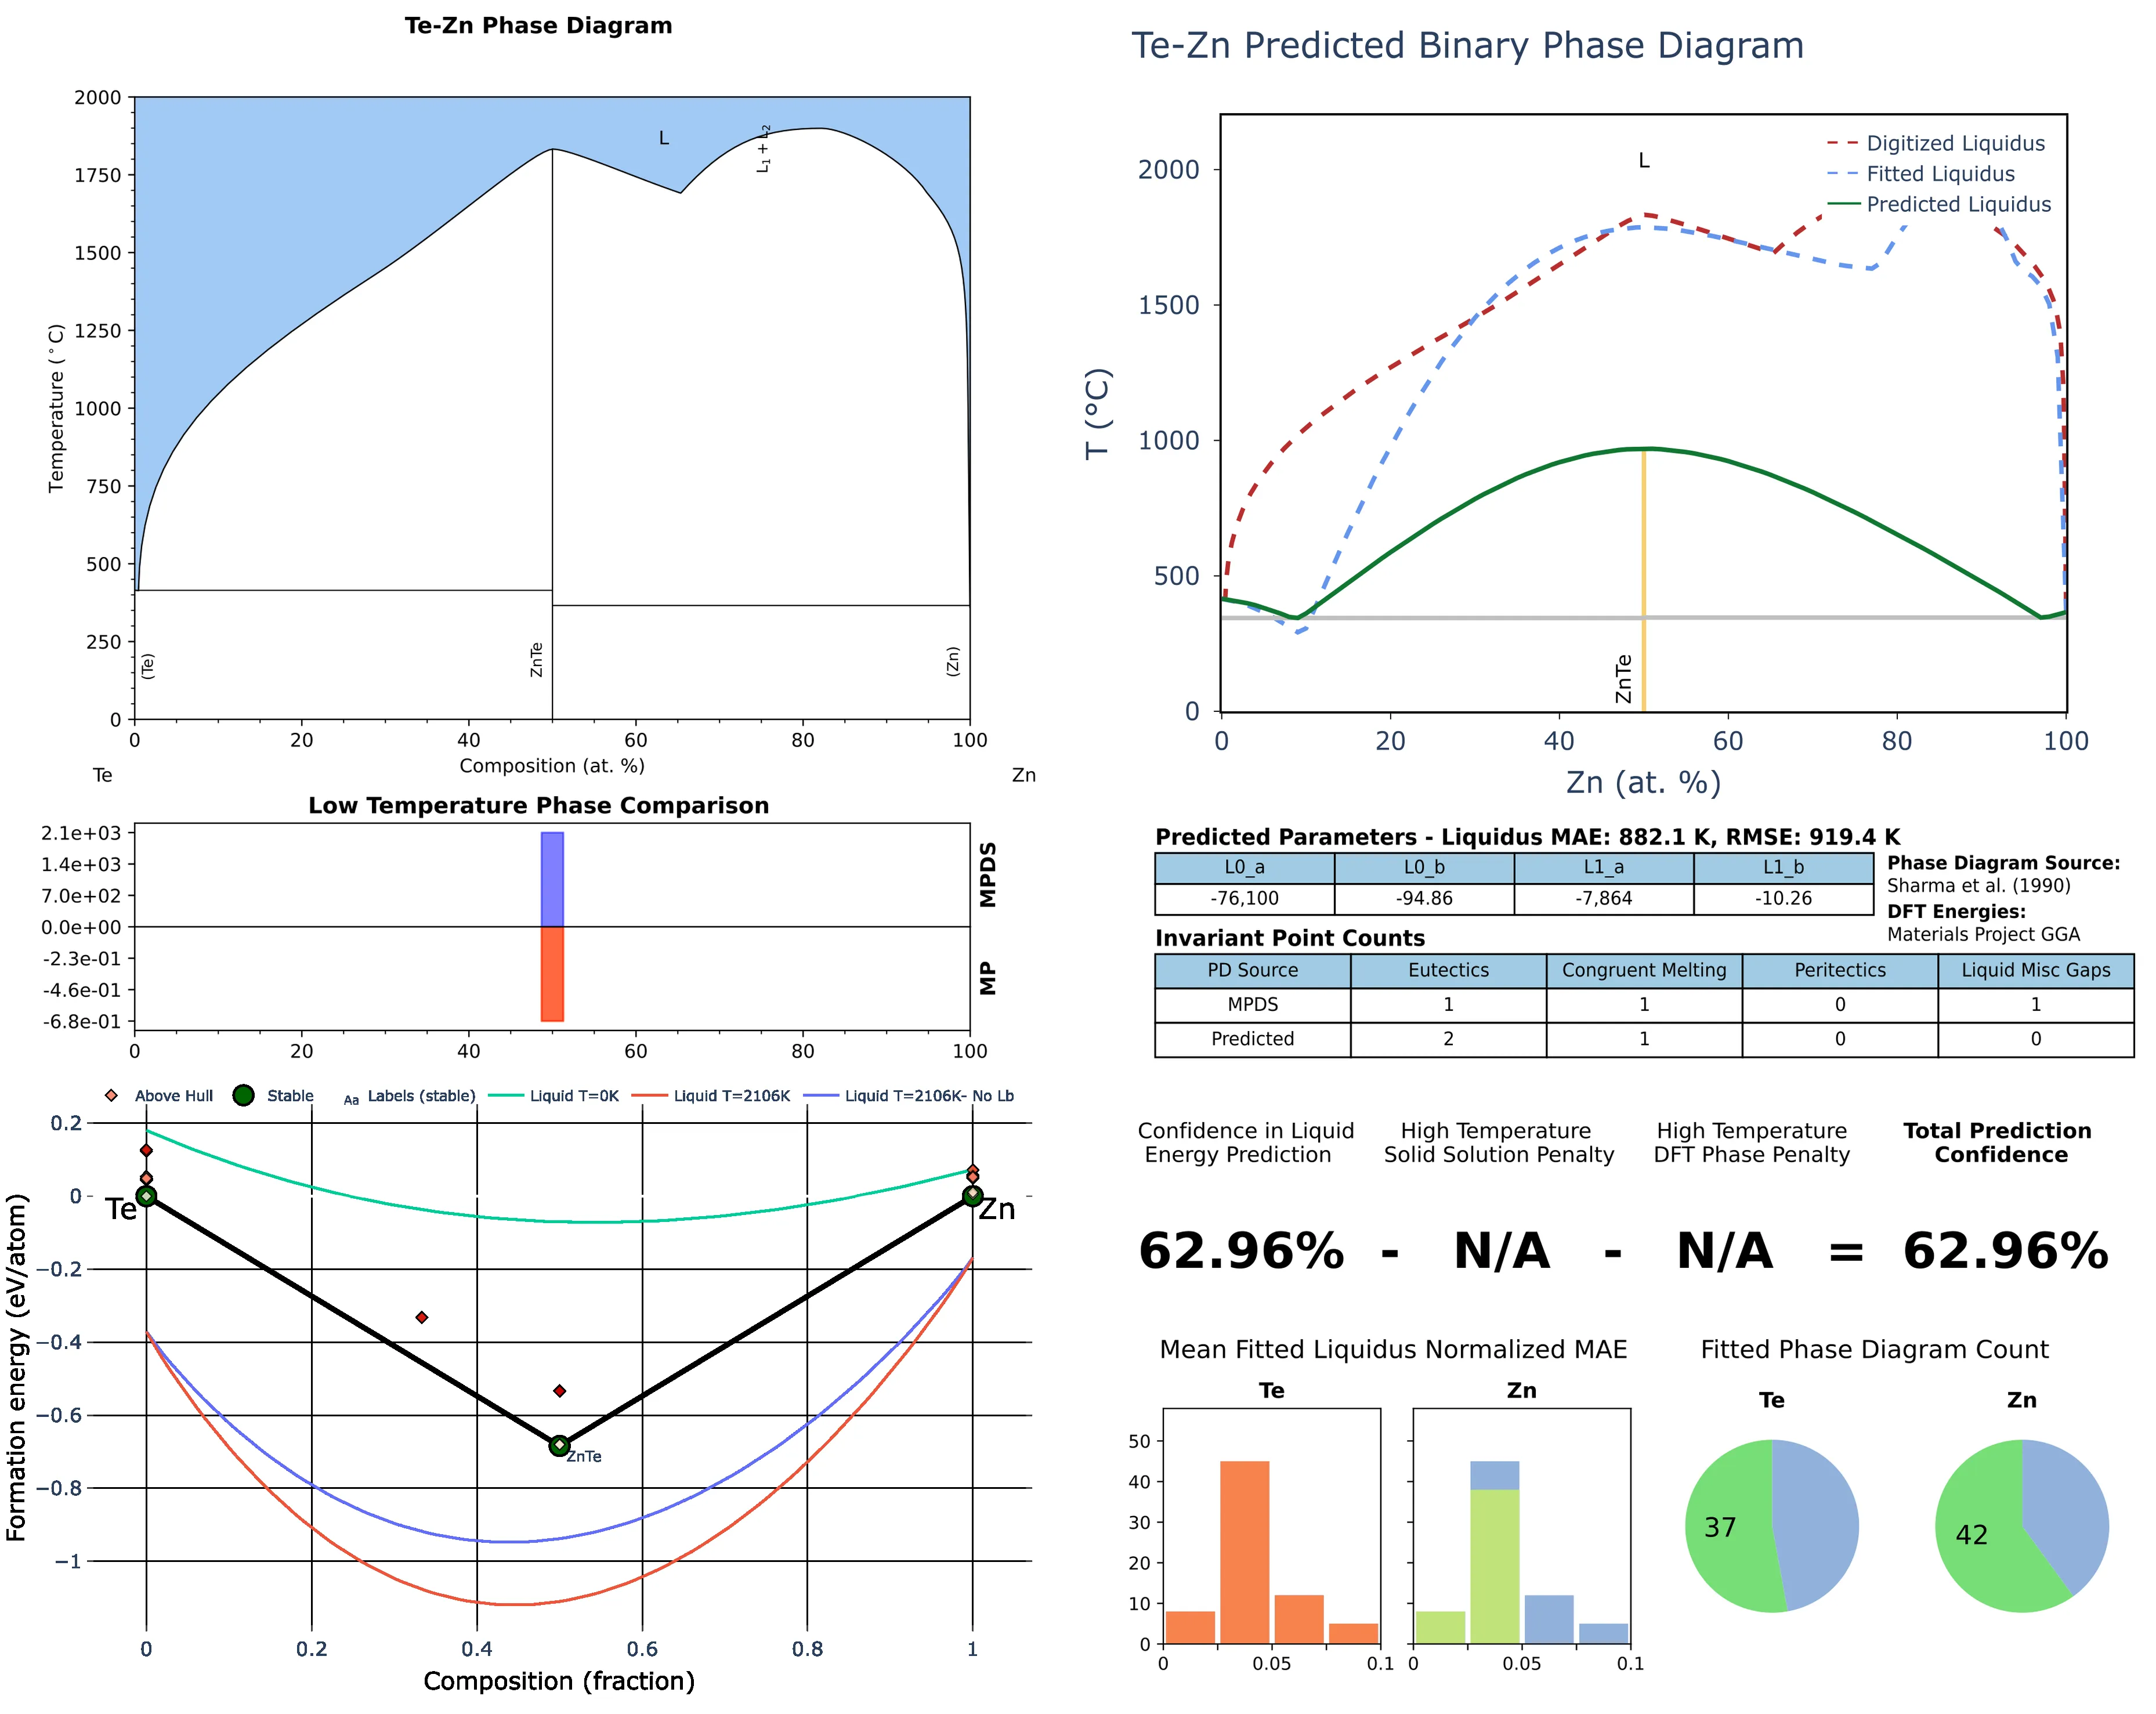 Te-Zn Phase Diagram
2000
1750
1500
1250
1000
750
500
250
0
Temperature (°C)
L
L₁ + L₂
(Te)
ZnTe
(Zn)
0 20 40 60 80 100
Te Composition (at. %) Zn
Low Temperature Phase Comparison
2.1e+03
1.4e+03
7.0e+02
0.0e+00
-2.3e-01
-4.6e-01
-6.8e-01
MPDS
MP
0 20 40 60 80 100
Above Hull Stable Aa Labels (stable) Liquid T=0K Liquid T=2106K Liquid T=2106K- No Lb
0.2
0
−0.2
−0.4
−0.6
−0.8
−1
Formation energy (eV/atom)
Te
Zn
ZnTe
0 0.2 0.4 0.6 0.8 1
Composition (fraction)
Te-Zn Predicted Binary Phase Diagram
L
Digitized Liquidus
Fitted Liquidus
Predicted Liquidus
2000
1500
1000
500
0
T (°C)
ZnTe
0 20 40 60 80 100
Zn (at. %)
Predicted Parameters - Liquidus MAE: 882.1 K, RMSE: 919.4 K
L0_a L0_b L1_a L1_b
-76,100 -94.86 -7,864 -10.26
Phase Diagram Source:
Sharma et al. (1990)
DFT Energies:
Materials Project GGA
Invariant Point Counts
PD Source Eutectics Congruent Melting Peritectics Liquid Misc Gaps
MPDS 1 1 0 1
Predicted 2 1 0 0
Confidence in Liquid
Energy Prediction
High Temperature
Solid Solution Penalty
High Temperature
DFT Phase Penalty
Total Prediction
Confidence
62.96% - N/A - N/A = 62.96%
Mean Fitted Liquidus Normalized MAE
Te
Zn
50
40
30
20
10
0
0 0.05 0.1
0 0.05 0.1
Fitted Phase Diagram Count
Te
Zn
37
42